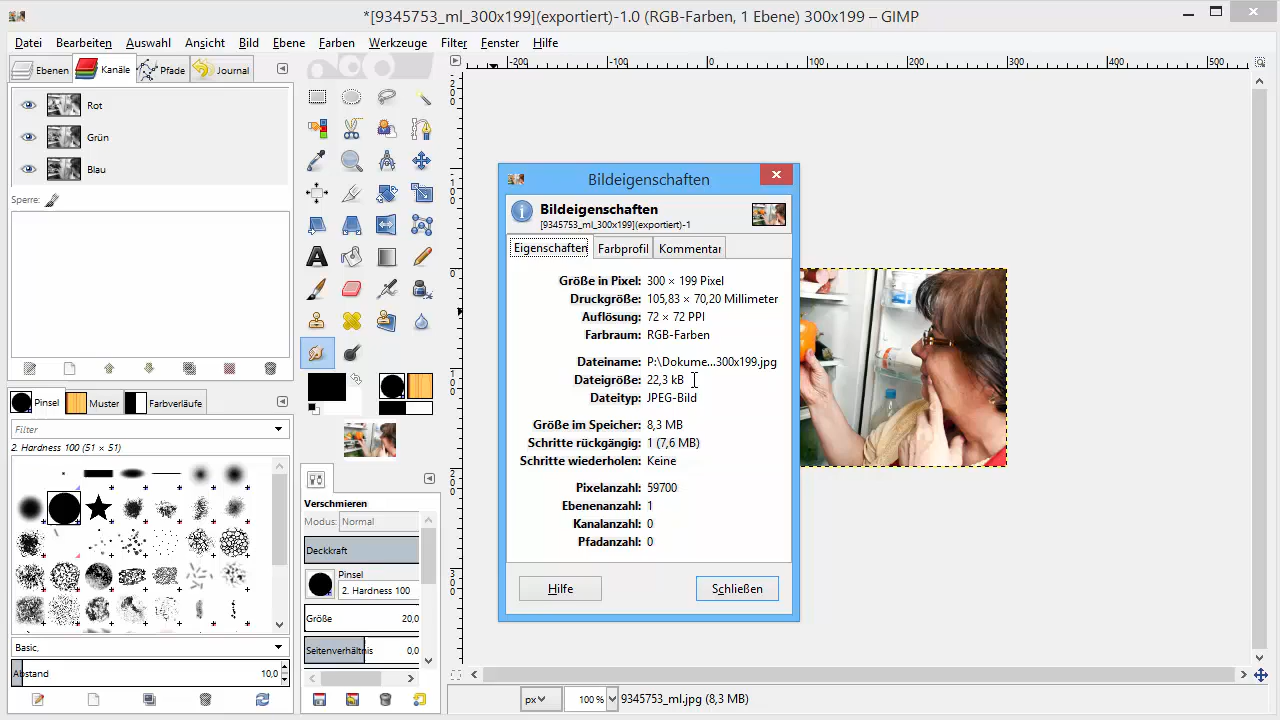 *[9345753_ml_300x199](exportiert)-1.0 (RGB-Farben, 1 Ebene) 300x199 – GIMP
Datei Bearbeiten Auswahl Ansicht Bild Ebene Farben Werkzeuge Filter Fenster Hilfe
Ebenen Kanäle Pfade Journal
-200 -100 0 100 200 300 400 500
Rot
Grün
Blau
Sperre:
Bildeigenschaften
Bildeigenschaften
[9345753_ml_300x199](exportiert)-1
Eigenschaften Farbprofil Kommentar
Größe in Pixel: 300 × 199 Pixel
Druckgröße: 105,83 × 70,20 Millimeter
Auflösung: 72 × 72 PPI
Farbraum: RGB-Farben
Dateiname: P:\Dokume...300x199.jpg
Dateigröße: 22,3 kB
Dateityp: JPEG-Bild
Größe im Speicher: 8,3 MB
Schritte rückgängig: 1 (7,6 MB)
Schritte wiederholen: Keine
Pixelanzahl: 59700
Ebenenanzahl: 1
Kanalanzahl: 0
Pfadanzahl: 0
Hilfe Schließen
Pinsel Muster Farbverläufe
Filter
2. Hardness 100 (51 × 51)
Basic,
Abstand 10,0
Verschmieren
Modus: Normal
Deckkraft
Pinsel
2. Hardness 100
Größe 20,0
Seitenverhältnis 0,0
px 100 % 9345753_ml.jpg (8,3 MB)